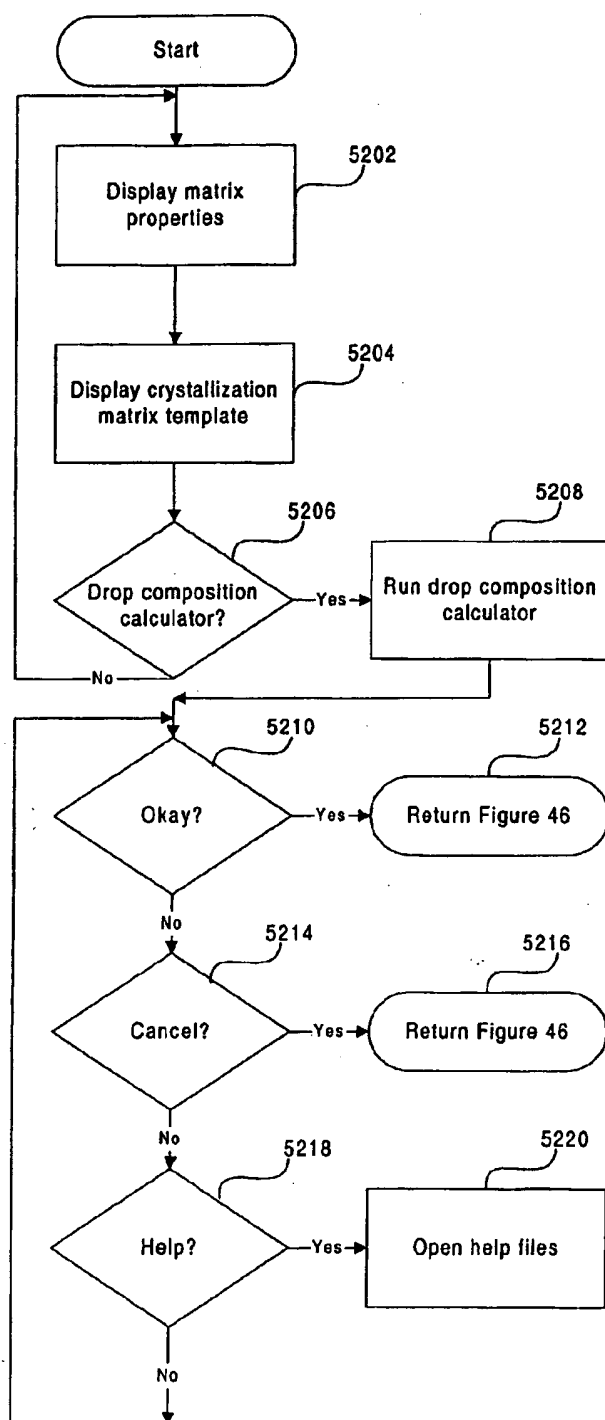 Start
5202
Display matrix
properties
5204
Display crystallization
matrix template
5206
Drop composition
calculator?
Yes
5208
Run drop composition
calculator
No
5210
Okay?
Yes
5212
Return Figure 46
No
5214
Cancel?
Yes
5216
Return Figure 46
No
5218
Help?
Yes
5220
Open help files
No